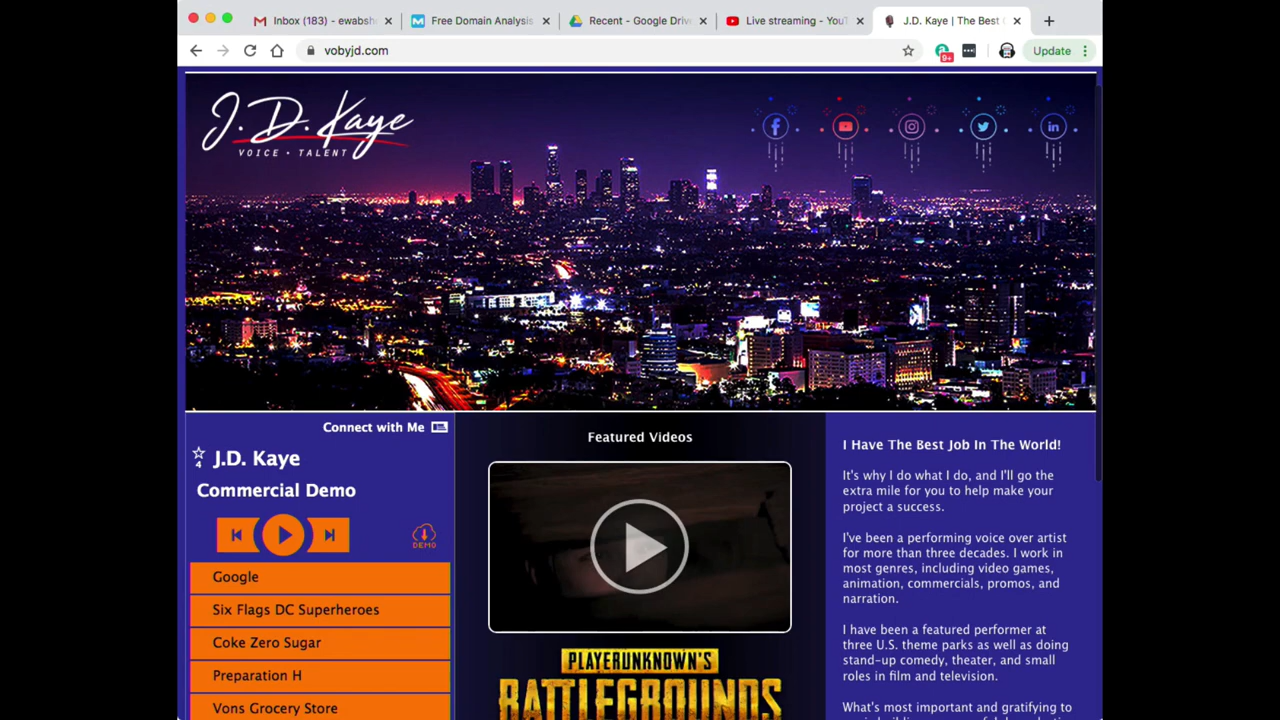 Inbox (183) - ewabsh
Free Domain Analysis
Recent - Google Drive
Live streaming - YouT
J.D. Kaye | The Best
vobyjd.com
9+
Update
J.D. Kaye
VOICE • TALENT
Connect with Me
4
J.D. Kaye
Commercial Demo
DEMO
Google
Six Flags DC Superheroes
Coke Zero Sugar
Preparation H
Vons Grocery Store
Featured Videos
PLAYERUNKNOWN'S
BATTLEGROUNDS
I Have The Best Job In The World!
It's why I do what I do, and I'll go the
extra mile for you to help make your
project a success.
I've been a performing voice over artist
for more than three decades. I work in
most genres, including video games,
animation, commercials, promos, and
narration.
I have been a featured performer at
three U.S. theme parks as well as doing
stand-up comedy, theater, and small
roles in film and television.
What's most important and gratifying to